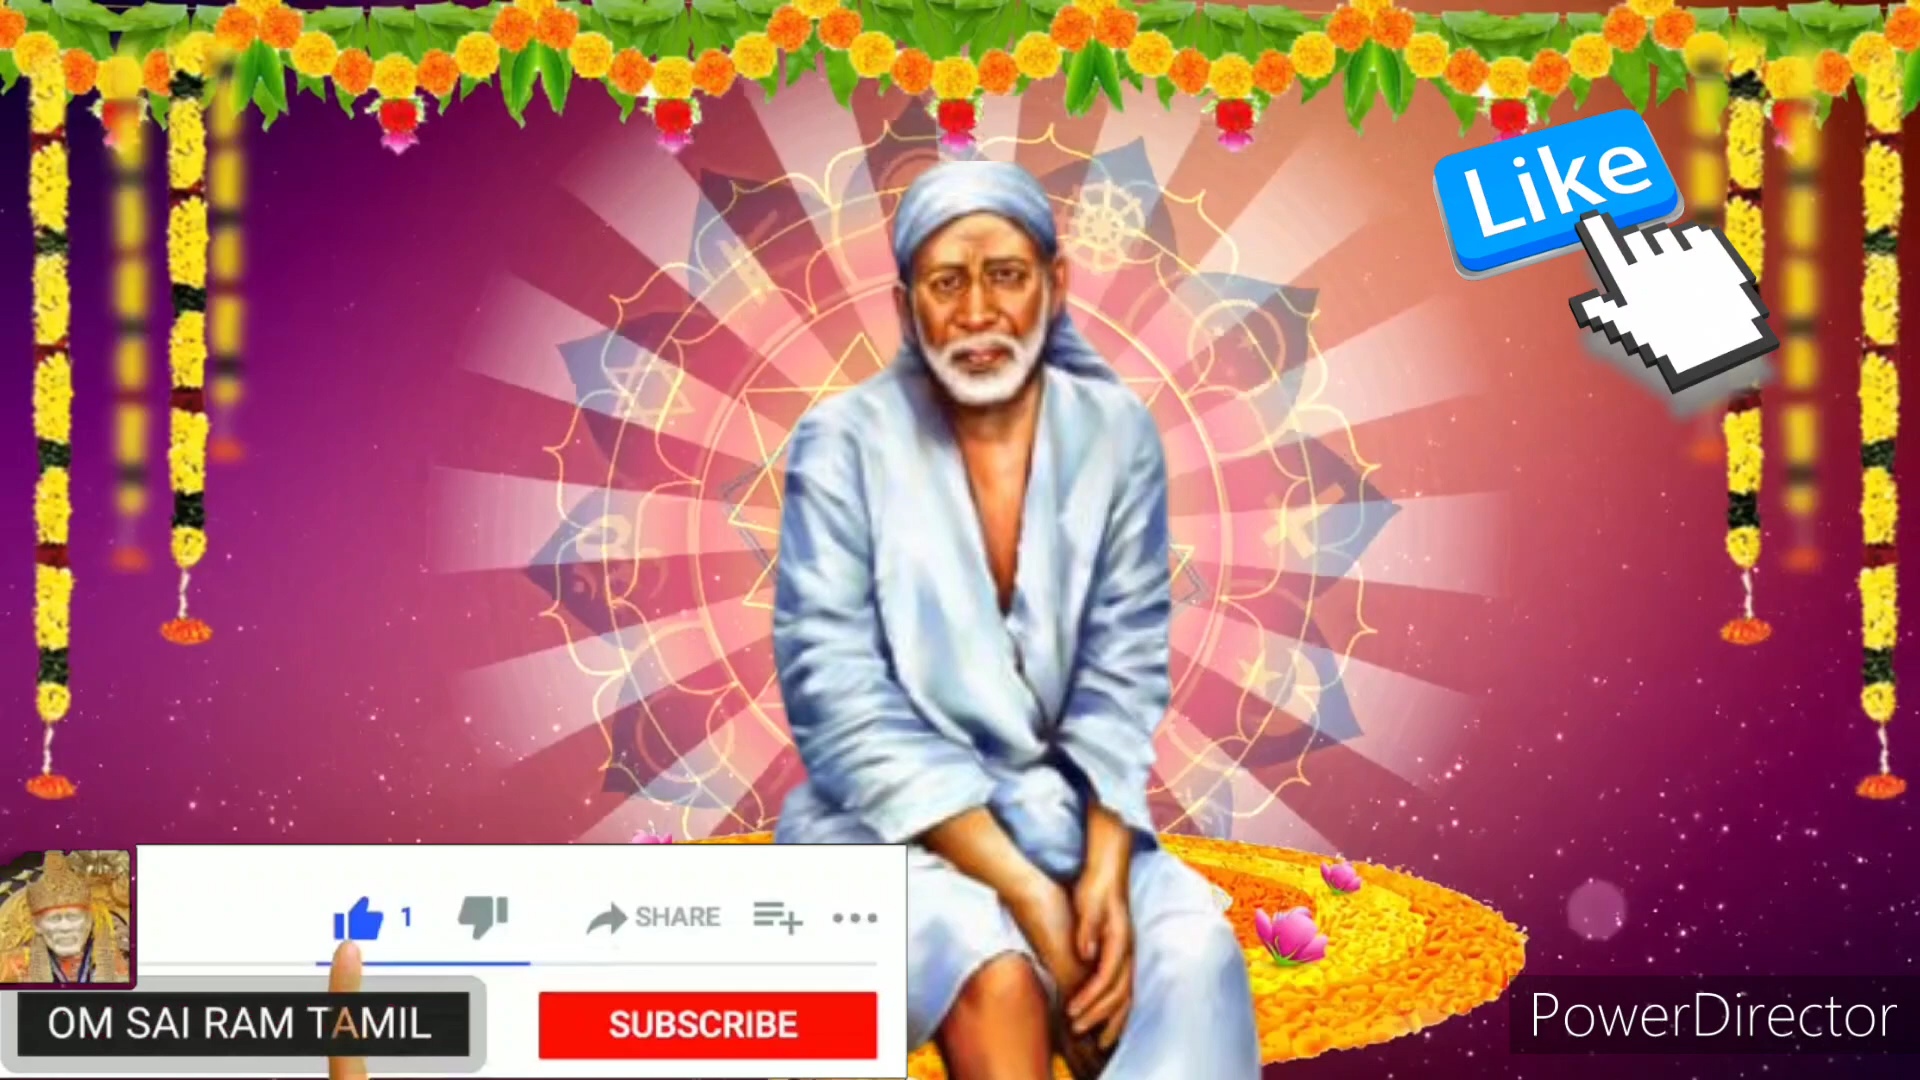 Like
1
SHARE
OM SAI RAM TAMIL
SUBSCRIBE
PowerDirector